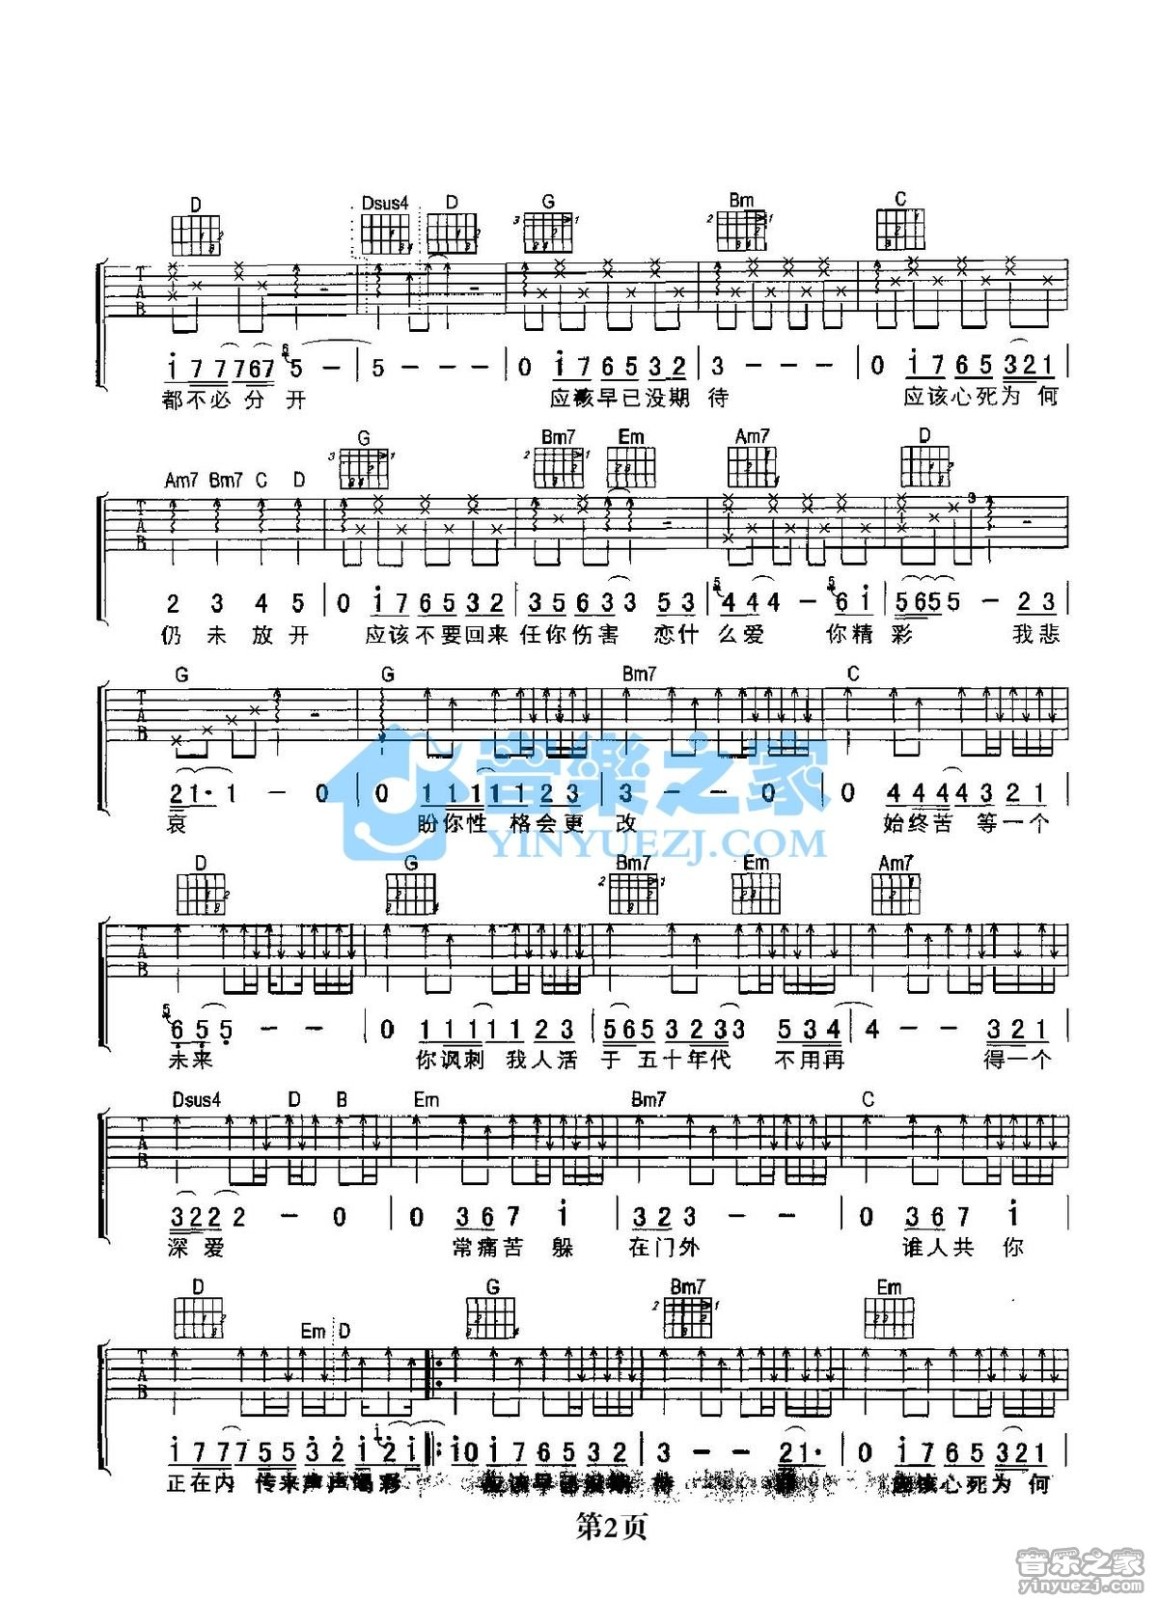 D Dsus4 D G Bm C
i 7 7 7 6 7 5 - | 5 - - - | 0 i 7 6 5 3 2 | 3 - - - | 0 i 7 6 5 3 2 1
都不必分开 应该早已没期待 应该心死为何
G Bm7 Em Am7 D
Am7 Bm7 C D
2 3 4 5 | 0 i 7 6 5 3 2 | 3 5 6 3 3 5 3 | 4 4 4 - 6 i | 5 6 5 5 - 2 3
仍未放开 应该不要回来 任你伤害 恋什么爱 你精彩 我悲
G G Bm7 C
2 1· 1 - 0 | 0 1 1 1 1 1 2 3 | 3 - - 0 | 0 4 4 4 4 3 2 1
哀 盼你性格会更改 始终苦等一个
音樂之家
YINYUEZJ.COM
D G Bm7 Em Am7
6 5 5 - - | 0 1 1 1 1 1 2 3 | 5 6 5 3 2 3 3 5 3 4 | 4 - - 3 2 1
未来 你讽刺 我人活于五十年代 不用再 得一个
Dsus4 D B Em Bm7 C
3 2 2 2 - 0 | 0 3 6 7 i | 3 2 3 - - | 0 3 6 7 i
深爱 常痛苦躲在门外 谁人共你
D G Bm7 Em
Em D
i 7 7 7 5 5 3 2 i 2 i | i 0 i 7 6 5 3 2 | 3 - - 2 1· | 0 i 7 6 5 3 2 1
正在内传来声声喝彩 应该早已没期待 应该心死为何
第2页
音乐之家
yinyuezj.com